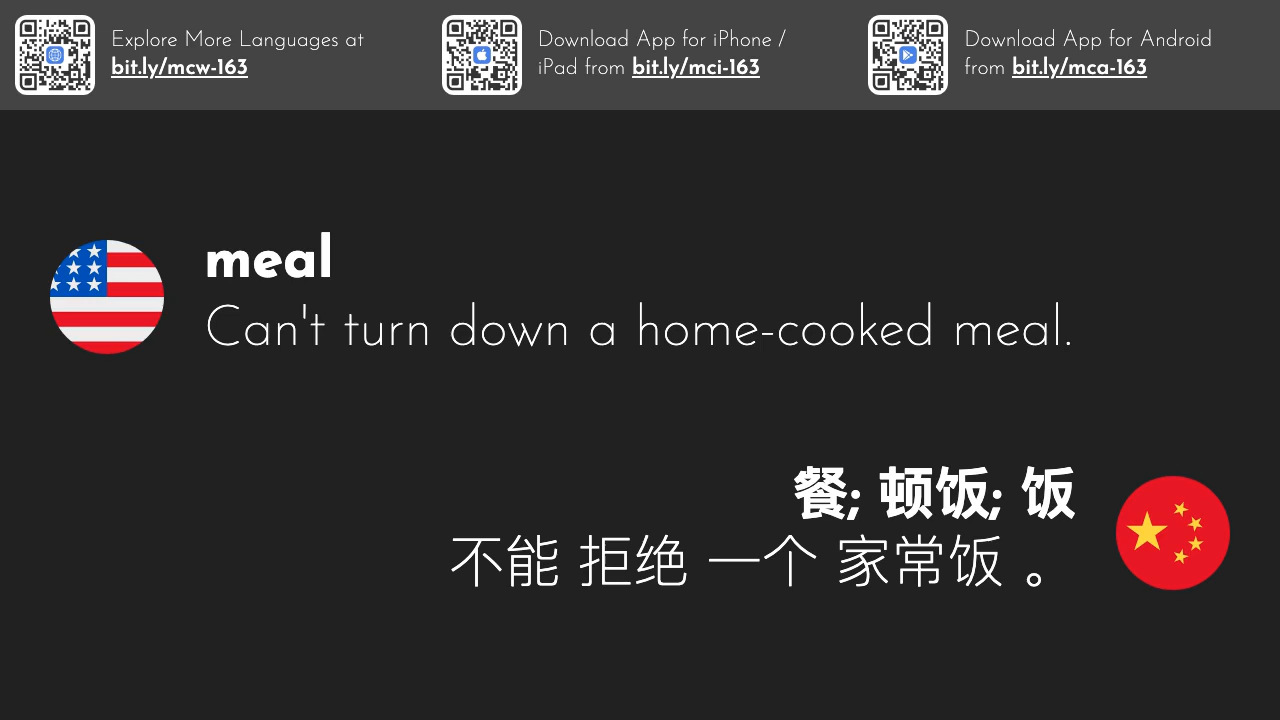 Explore More Languages at
bit.ly/mcw-163
Download App for iPhone /
iPad from bit.ly/mci-163
Download App for Android
from bit.ly/mca-163
meal
Can't turn down a home-cooked meal.
餐; 顿饭; 饭
不能 拒绝 一个 家常饭 。